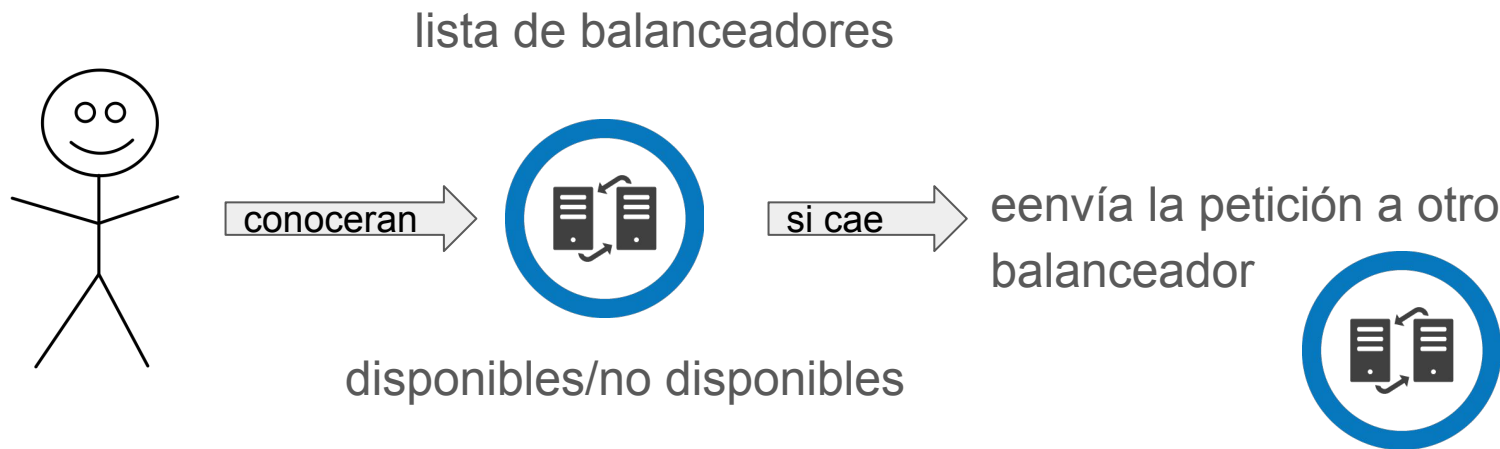 lista de balanceadores
conoceran
si cae
eenvía la petición a otro
balanceador
disponibles/no disponibles